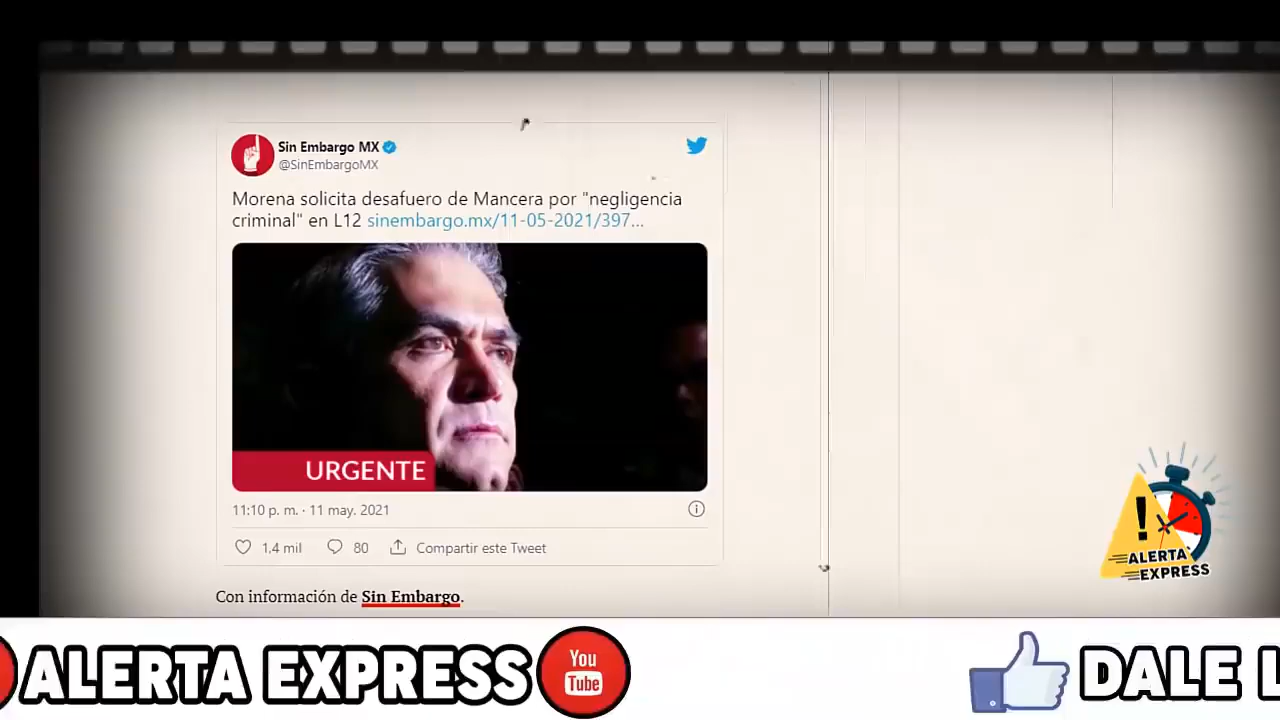 Sin Embargo MX
@SinEmbargoMX
Morena solicita desafuero de Mancera por "negligencia
criminal" en L12 sinembargo.mx/11-05-2021/397...
URGENTE
11:10 p. m. · 11 may. 2021
1.4 mil 80 Compartir este Tweet
Con información de Sin Embargo.
ALERTA
EXPRESS
ALERTA EXPRESS
You
Tube
DALE L